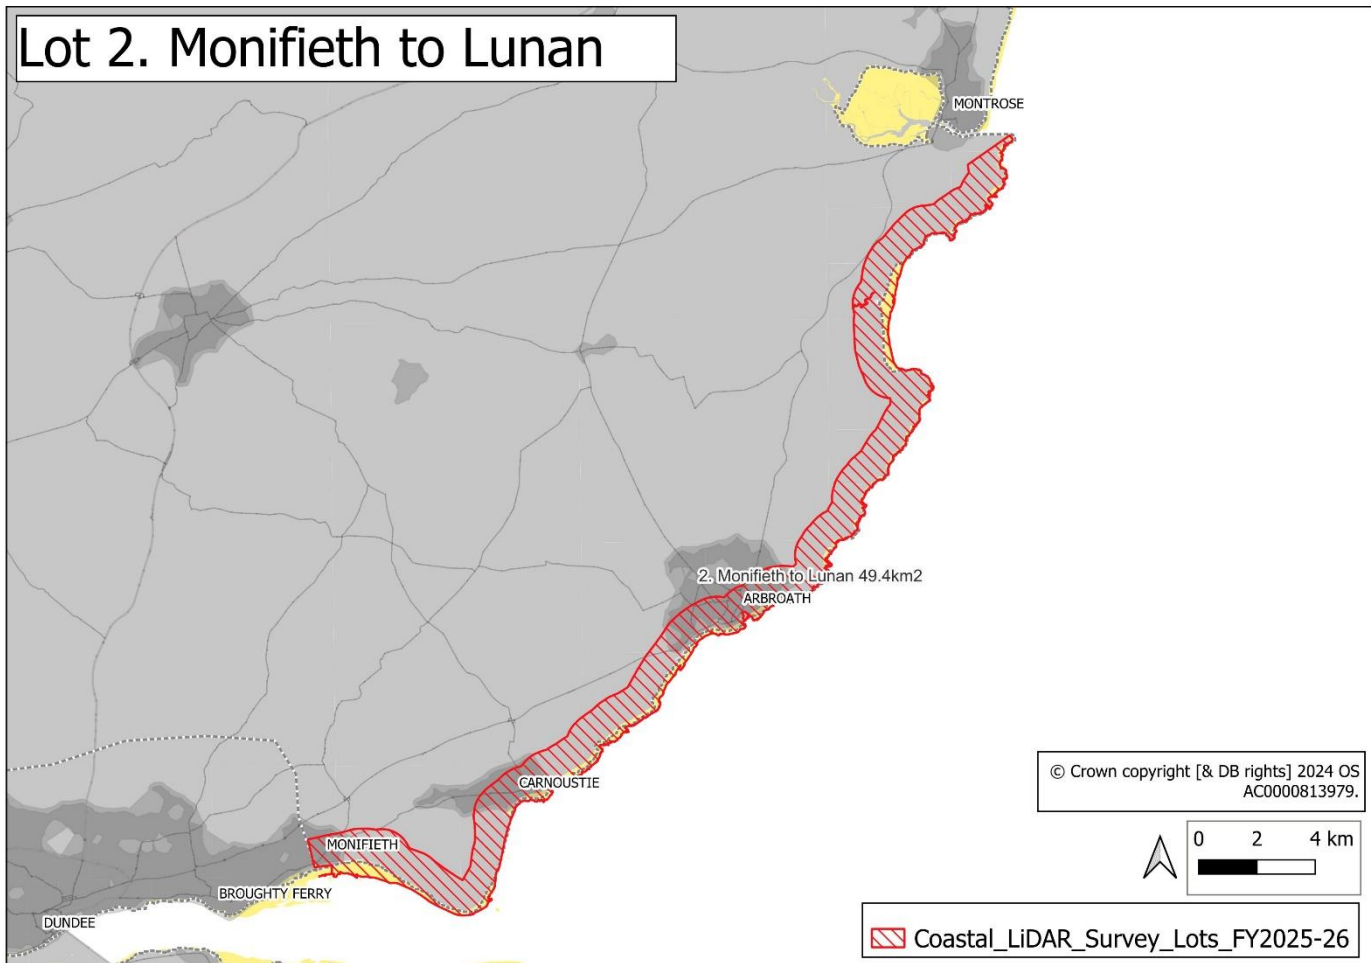 Lot 2. Monifieth to Lunan
MONTROSE
2. Monifieth to Lunan 49.4km2
ARBROATH
CARNOUSTIE
MONIFIETH
BROUGHTY FERRY
DUNDEE
© Crown copyright [& DB rights] 2024 OS
AC0000813979.
0 2 4 km
Coastal_LiDAR_Survey_Lots_FY2025-26